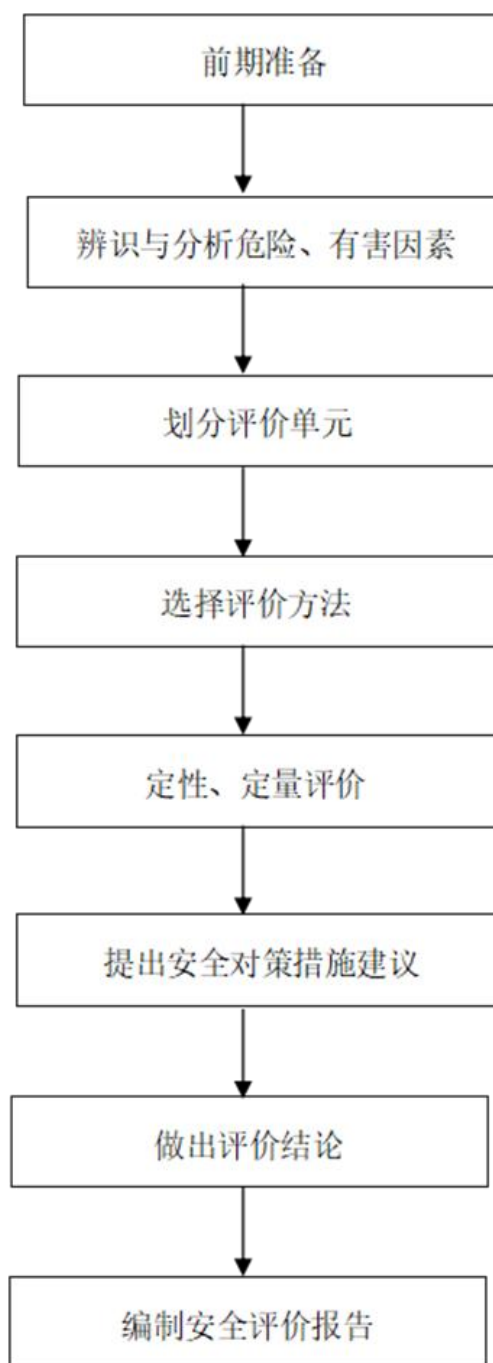 前期准备
辨识与分析危险、有害因素
划分评价单元
选择评价方法
定性、定量评价
提出安全对策措施建议
做出评价结论
编制安全评价报告